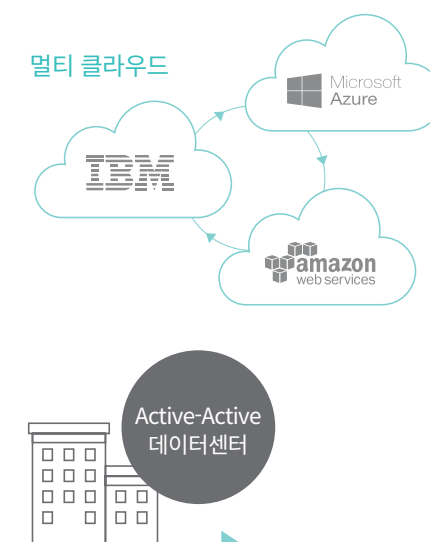 멀티 클라우드
Microsoft
Azure
IBM
amazon
web services
Active-Active
데이터센터